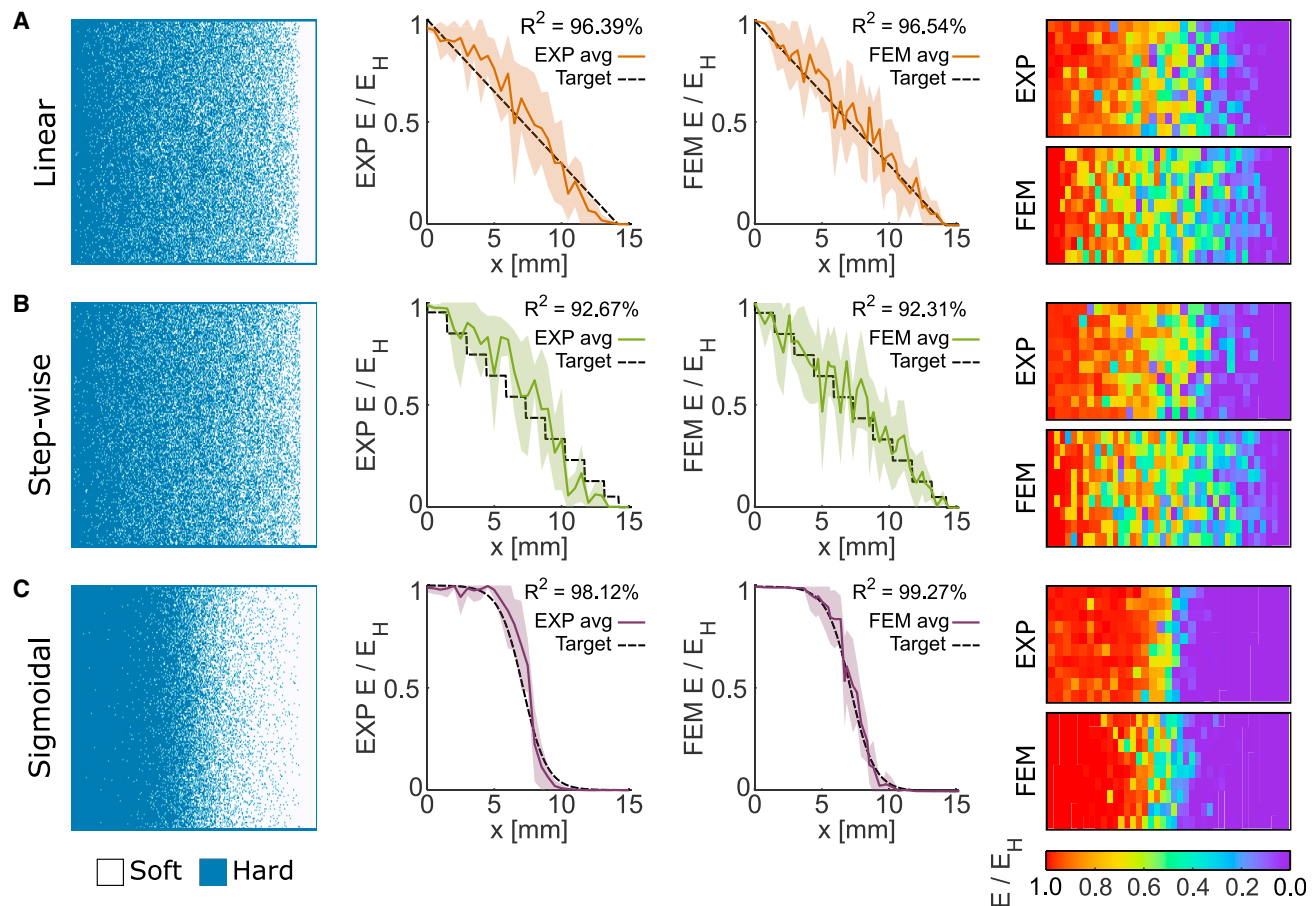 A
Linear
EXP E / E_H
1
0.5
0
0 5 10 15
x [mm]
R² = 96.39%
EXP avg
Target
FEM E / E_H
1
0.5
0
0 5 10 15
x [mm]
R² = 96.54%
FEM avg
Target
EXP
FEM
B
Step-wise
EXP E / E_H
1
0.5
0
0 5 10 15
x [mm]
R² = 92.67%
EXP avg
Target
FEM E / E_H
1
0.5
0
0 5 10 15
x [mm]
R² = 92.31%
FEM avg
Target
EXP
FEM
C
Sigmoidal
EXP E / E_H
1
0.5
0
0 5 10 15
x [mm]
R² = 98.12%
EXP avg
Target
FEM E / E_H
1
0.5
0
0 5 10 15
x [mm]
R² = 99.27%
FEM avg
Target
EXP
FEM
Soft Hard
E / E_H
1.0 0.8 0.6 0.4 0.2 0.0